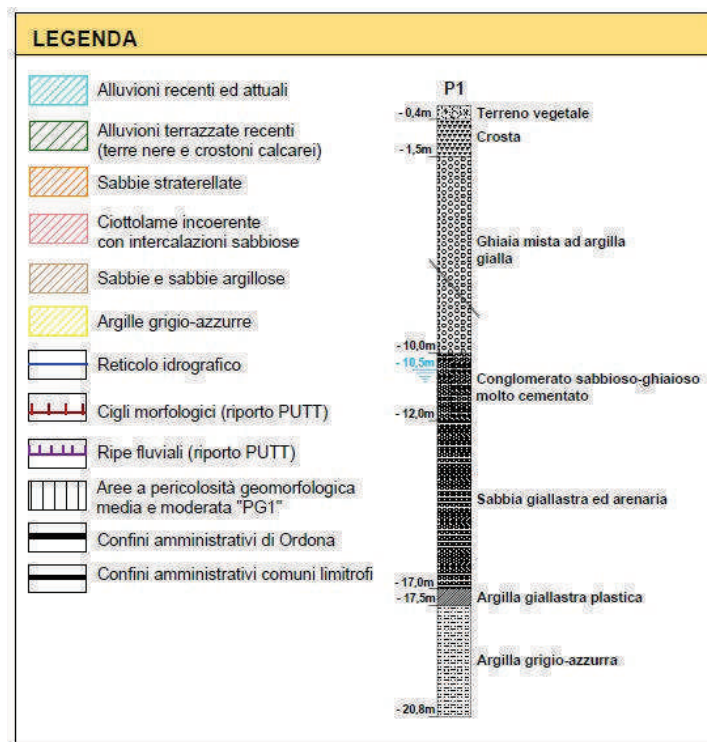 LEGENDA
Alluvioni recenti ed attuali
Alluvioni terrazzate recenti
(terre nere e crostoni calcarei)
Sabbie straterellate
Ciottolame incoerente
con intercalazioni sabbiose
Sabbie e sabbie argillose
Argille grigio-azzurre
Reticolo idrografico
Cigli morfologici (riporto PUTT)
Ripe fluviali (riporto PUTT)
Aree a pericolosità geomorfologica
media e moderata "PG1"
Confini amministrativi di Ordona
Confini amministrativi comuni limitrofi
P1
- 0,4m
Terreno vegetale
Crosta
- 1,5m
Ghiaia mista ad argilla
gialla
- 10,0m
- 10,5m
Conglomerato sabbioso-ghiaioso
molto cementato
- 12,0m
Sabbia giallastra ed arenaria
- 17,0m
- 17,5m
Argilla giallastra plastica
Argilla grigio-azzurra
- 20,8m